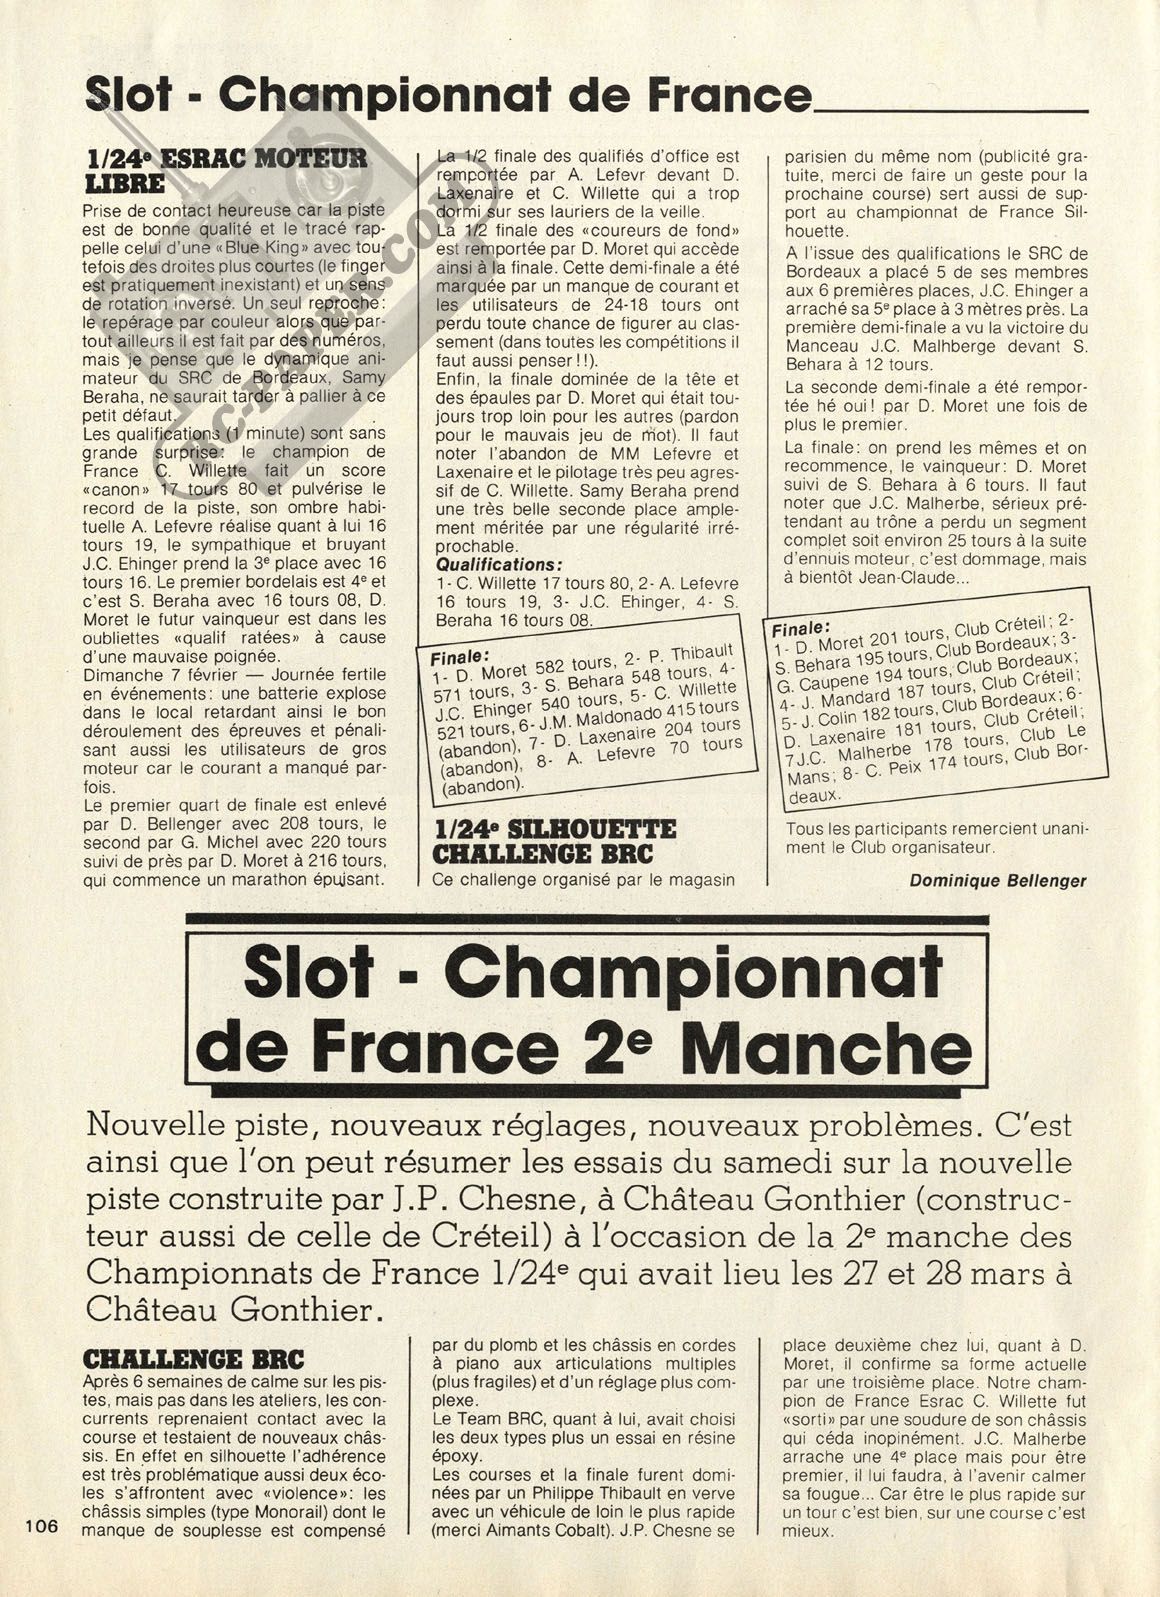 Slot - Championnat de France
1/24e ESRAC MOTEUR
LIBRE
Prise de contact heureuse car la piste
est de bonne qualité et le tracé rap-
pelle celui d'une «Blue King» avec tou-
tefois des droites plus courtes (le finger
est pratiquement inexistant) et un sens
de rotation inversé. Un seul reproche:
le repérage par couleur alors que par-
tout ailleurs il est fait par des numéros,
mais je pense que le dynamique ani-
mateur du SRC de Bordeaux, Samy
Beraha, ne saurait tarder à pallier à ce
petit défaut.
Les qualifications (1 minute) sont sans
grande surprise: le champion de
France C. Willette fait un score
«canon» 17 tours 80 et pulvérise le
record de la piste, son ombre habi-
tuelle A. Lefevre réalise quant à lui 16
tours 19, le sympathique et bruyant
J.C. Ehinger prend la 3e place avec 16
tours 16. Le premier bordelais est 4e et
c'est S. Beraha avec 16 tours 08, D.
Moret le futur vainqueur est dans les
oubliettes «qualif ratées» à cause
d'une mauvaise poignée.
Dimanche 7 février — Journée fertile
en événements: une batterie explose
dans le local retardant ainsi le bon
déroulement des épreuves et pénali-
sant aussi les utilisateurs de gros
moteur car le courant a manqué par-
fois.
Le premier quart de finale est enlevé
par D. Bellenger avec 208 tours, le
second par G. Michel avec 220 tours
suivi de près par D. Moret à 216 tours,
qui commence un marathon épuisant.
La 1/2 finale des qualifiés d'office est
remportée par A. Lefevr devant D.
Laxenaire et C. Willette qui a trop
dormi sur ses lauriers de la veille.
La 1/2 finale des «coureurs de fond»
est remportée par D. Moret qui accède
ainsi à la finale. Cette demi-finale a été
marquée par un manque de courant et
les utilisateurs de 24-18 tours ont
perdu toute chance de figurer au clas-
sement (dans toutes les compétitions il
faut aussi penser!!).
Enfin, la finale dominée de la tête et
des épaules par D. Moret qui était tou-
jours trop loin pour les autres (pardon
pour le mauvais jeu de mot). Il faut
noter l'abandon de MM Lefevre et
Laxenaire et le pilotage très peu agres-
sif de C. Willette. Samy Beraha prend
une très belle seconde place ample-
ment méritée par une régularité irré-
prochable.
Qualifications:
1- C. Willette 17 tours 80, 2- A. Lefevre
16 tours 19, 3- J.C. Ehinger, 4- S.
Beraha 16 tours 08.
Finale:
1- D. Moret 582 tours, 2- P. Thibault
571 tours, 3- S. Behara 548 tours, 4-
J.C. Ehinger 540 tours, 5- C. Willette
521 tours, 6- J.M. Maldonado 415 tours
(abandon), 7- D. Laxenaire 204 tours
(abandon), 8- A. Lefevre 70 tours
(abandon).
1/24e SILHOUETTE
CHALLENGE BRC
Ce challenge organisé par le magasin
parisien du même nom (publicité gra-
tuite, merci de faire un geste pour la
prochaine course) sert aussi de sup-
port au championnat de France Sil-
houette.
A l'issue des qualifications le SRC de
Bordeaux a placé 5 de ses membres
aux 6 premières places, J.C. Ehinger a
arraché sa 5e place à 3 mètres près. La
première demi-finale a vu la victoire du
Manceau J.C. Malhberge devant S.
Behara à 12 tours.
La seconde demi-finale a été rempor-
tée hé oui! par D. Moret une fois de
plus le premier.
La finale: on prend les mêmes et on
recommence, le vainqueur: D. Moret
suivi de S. Behara à 6 tours. Il faut
noter que J.C. Malherbe, sérieux pré-
tendant au trône a perdu un segment
complet soit environ 25 tours à la suite
d'ennuis moteur, c'est dommage, mais
à bientôt Jean-Claude...
Finale:
1- D. Moret 201 tours, Club Créteil; 2-
S. Behara 195 tours, Club Bordeaux; 3-
G. Caupene 194 tours, Club Bordeaux;
4- J. Mandard 187 tours, Club Créteil;
5- J. Colin 182 tours, Club Bordeaux; 6-
D. Laxenaire 181 tours, Club Créteil;
7 J.C. Malherbe 178 tours, Club Le
Mans; 8- C. Peix 174 tours, Club Bor-
deaux.
Tous les participants remercient unani-
ment le Club organisateur.
Dominique Bellenger
RC-PAPER.COM
Slot - Championnat
de France 2e Manche
Nouvelle piste, nouveaux réglages, nouveaux problèmes. C'est
ainsi que l'on peut résumer les essais du samedi sur la nouvelle
piste construite par J.P. Chesne, à Château Gonthier (construc-
teur aussi de celle de Créteil) à l'occasion de la 2e manche des
Championnats de France 1/24e qui avait lieu les 27 et 28 mars à
Château Gonthier.
CHALLENGE BRC
Après 6 semaines de calme sur les pis-
tes, mais pas dans les ateliers, les con-
currents reprenaient contact avec la
course et testaient de nouveaux châs-
sis. En effet en silhouette l'adhérence
est très problématique aussi deux éco-
les s'affrontent avec «violence»: les
châssis simples (type Monorail) dont le
manque de souplesse est compensé
par du plomb et les châssis en cordes
à piano aux articulations multiples
(plus fragiles) et d'un réglage plus com-
plexe.
Le Team BRC, quant à lui, avait choisi
les deux types plus un essai en résine
époxy.
Les courses et la finale furent domi-
nées par un Philippe Thibault en verve
avec un véhicule de loin le plus rapide
(merci Aimants Cobalt). J.P. Chesne se
place deuxième chez lui, quant à D.
Moret, il confirme sa forme actuelle
par une troisième place. Notre cham-
pion de France Esrac C. Willette fut
«sorti» par une soudure de son châssis
qui céda inopinément. J.C. Malherbe
arrache une 4e place mais pour être
premier, il lui faudra, à l'avenir calmer
sa fougue... Car être le plus rapide sur
un tour c'est bien, sur une course c'est
mieux.
106